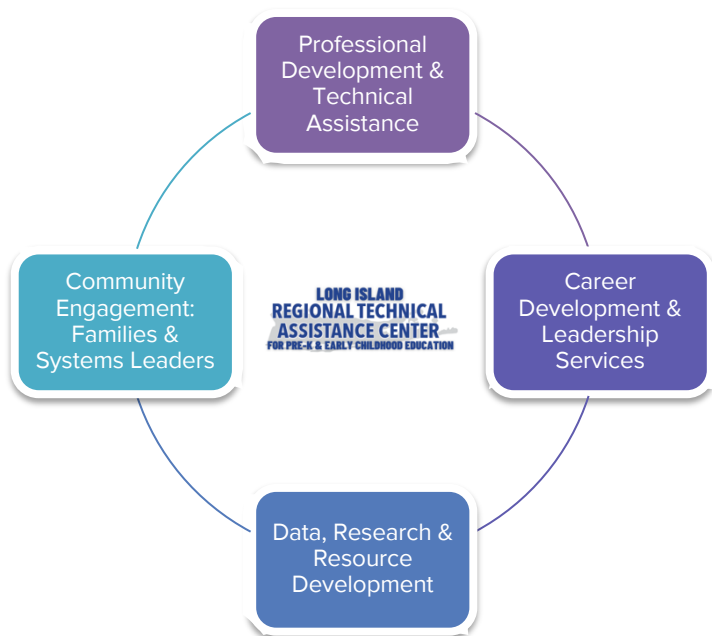 Professional
Development &
Technical
Assistance
Community
Engagement:
Families &
Systems Leaders
LONG ISLAND
REGIONAL TECHNICAL
ASSISTANCE CENTER
FOR PRE-K & EARLY CHILDHOOD EDUCATION
Career
Development &
Leadership
Services
Data, Research &
Resource
Development